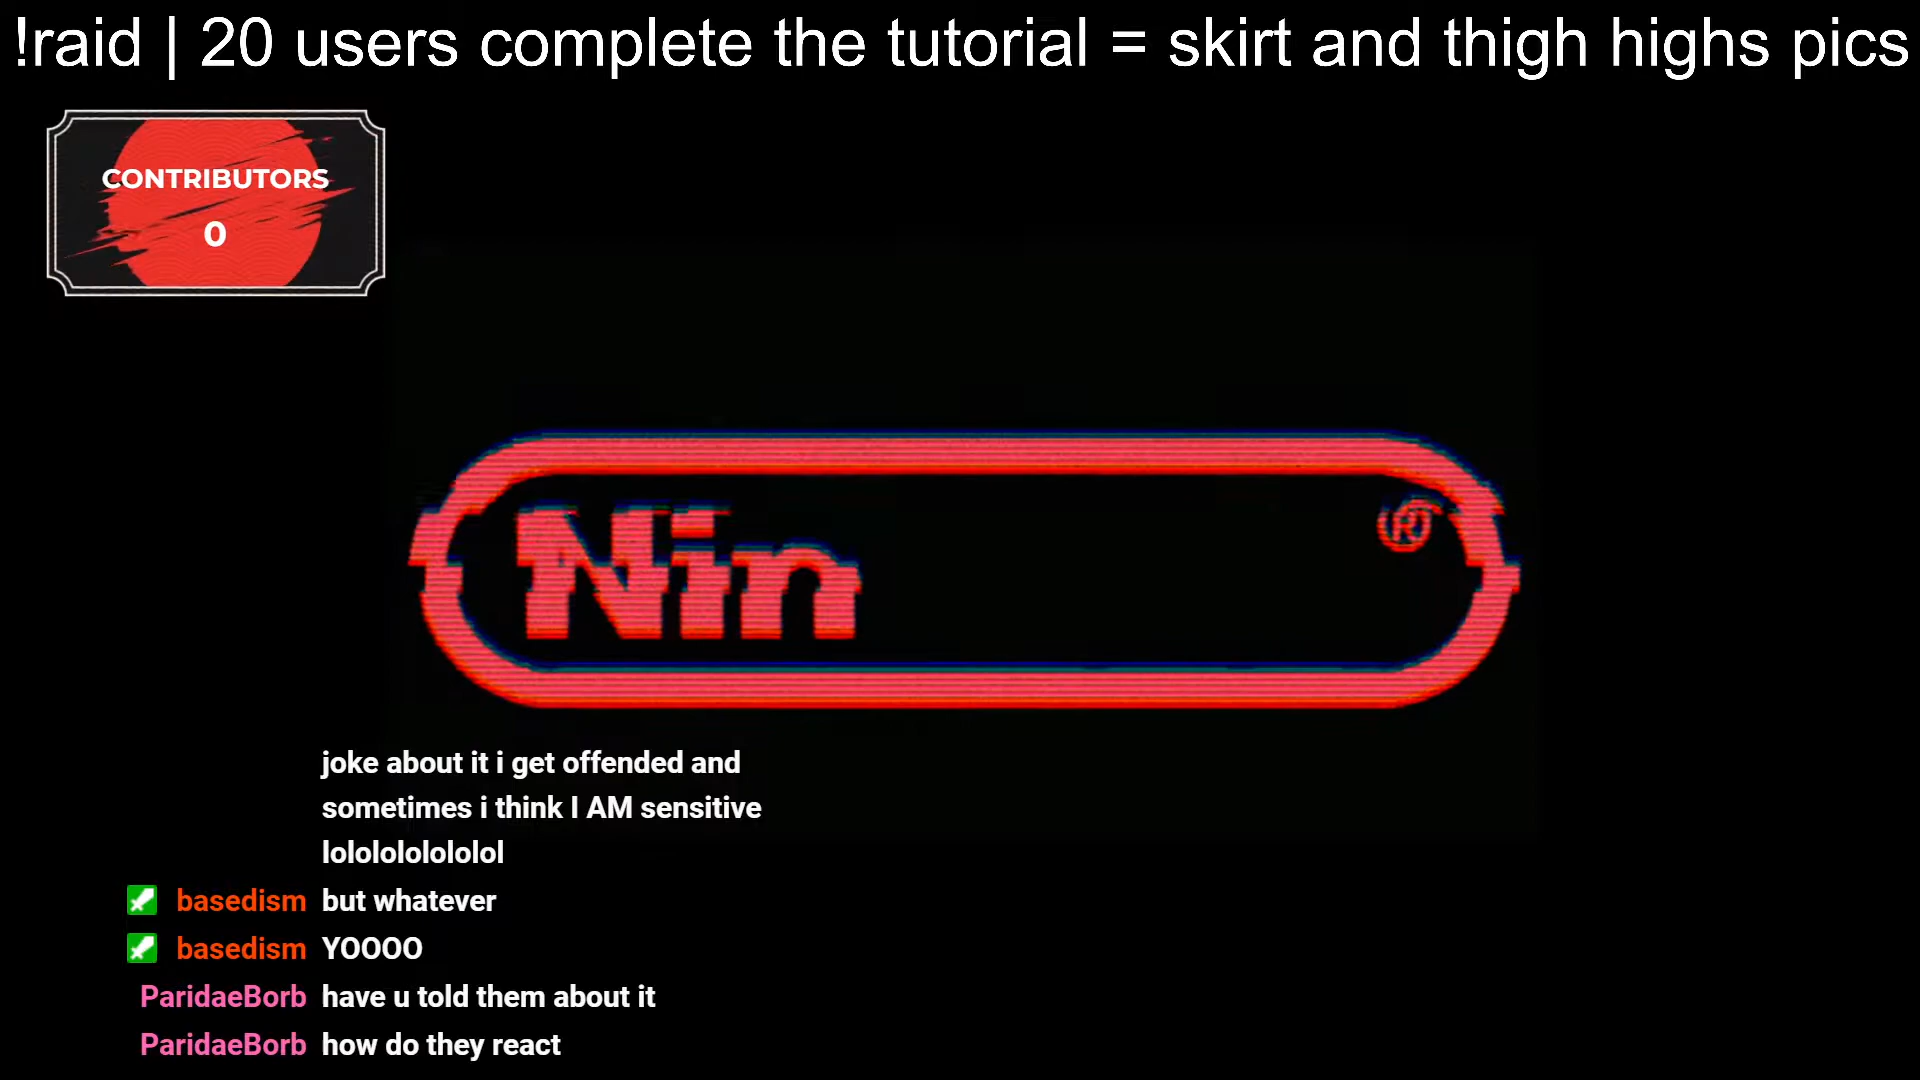 !raid | 20 users complete the tutorial = skirt and thigh highs pics
CONTRIBUTORS
0
Nin ®
joke about it i get offended and
sometimes i think I AM sensitive
lolololololol
basedism but whatever
basedism YOOOO
ParidaeBorb have u told them about it
ParidaeBorb how do they react